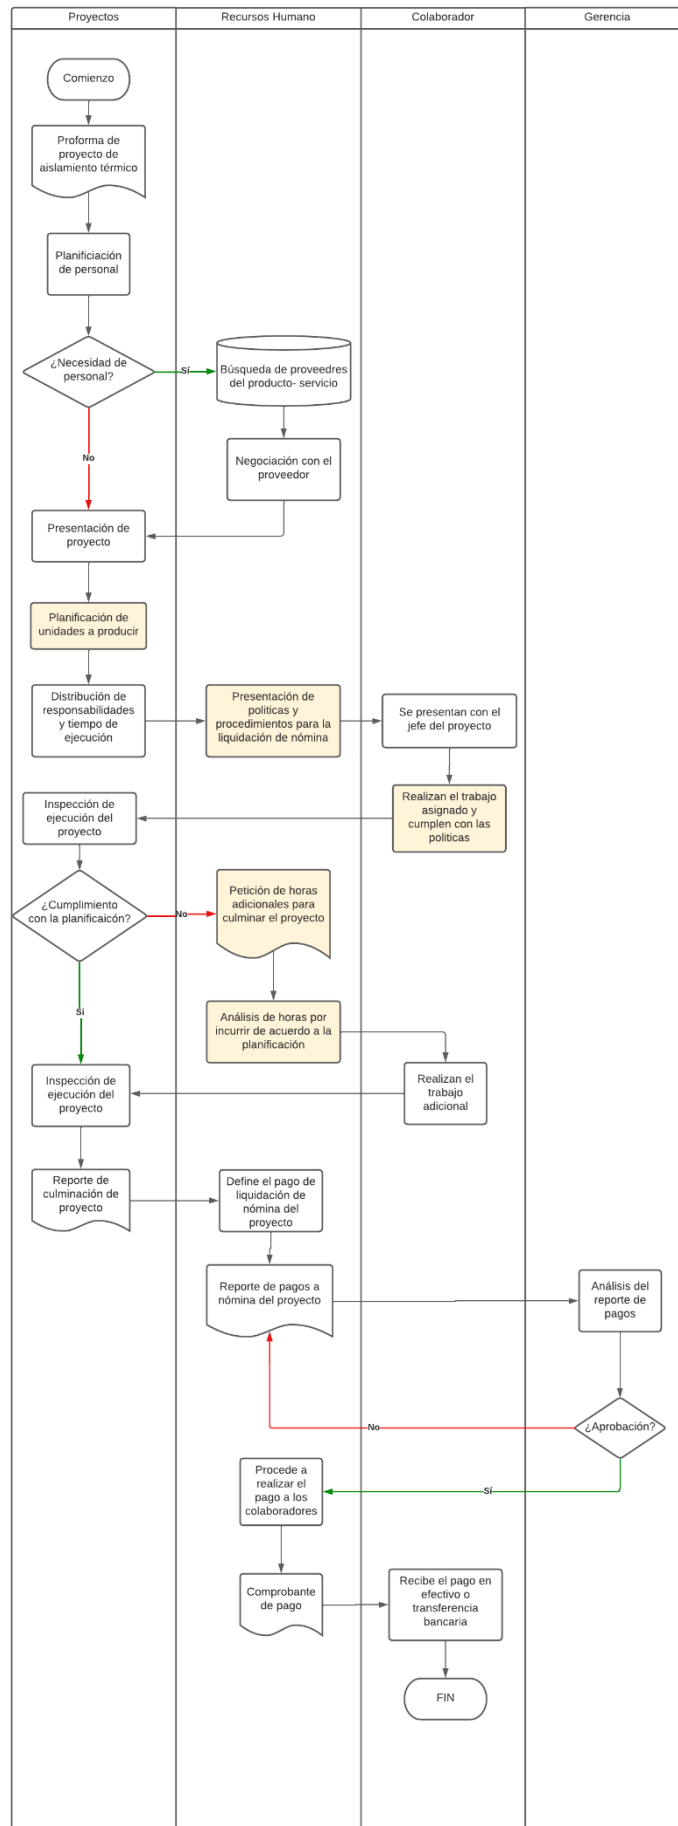 Proyectos
Recursos Humano
Colaborador
Gerencia
Comienzo
Proforma de
proyecto de
aislamiento térmico
Planificiación
de personal
¿Necesidad de
personal?
Sí
Búsqueda de proveedres
del producto- servicio
No
Negociación con el
proveedor
Presentación de
proyecto
Planificación de
unidades a producir
Distribución de
responsabilidades
y tiempo de
ejecución
Presentación de
politicas y
procedimientos para la
liquidación de nómina
Se presentan con el
jefe del proyecto
Realizan el trabajo
asignado y
cumplen con las
politicas
Inspección de
ejecución del
proyecto
¿Cumplimiento
con la planificaicón?
No
Petición de horas
adicionales para
culminar el proyecto
Sí
Análisis de horas por
incurrir de acuerdo a la
planificación
Realizan el
trabajo
adicional
Inspección de
ejecución del
proyecto
Reporte de
culminación de
proyecto
Define el pago de
liquidación de
nómina del
proyecto
Reporte de pagos a
nómina del proyecto
Análisis del
reporte de
pagos
¿Aprobación?
No
Sí
Procede a
realizar el
pago a los
colaboradores
Comprobante
de pago
Recibe el pago en
efectivo o
transferencia
bancaria
FIN